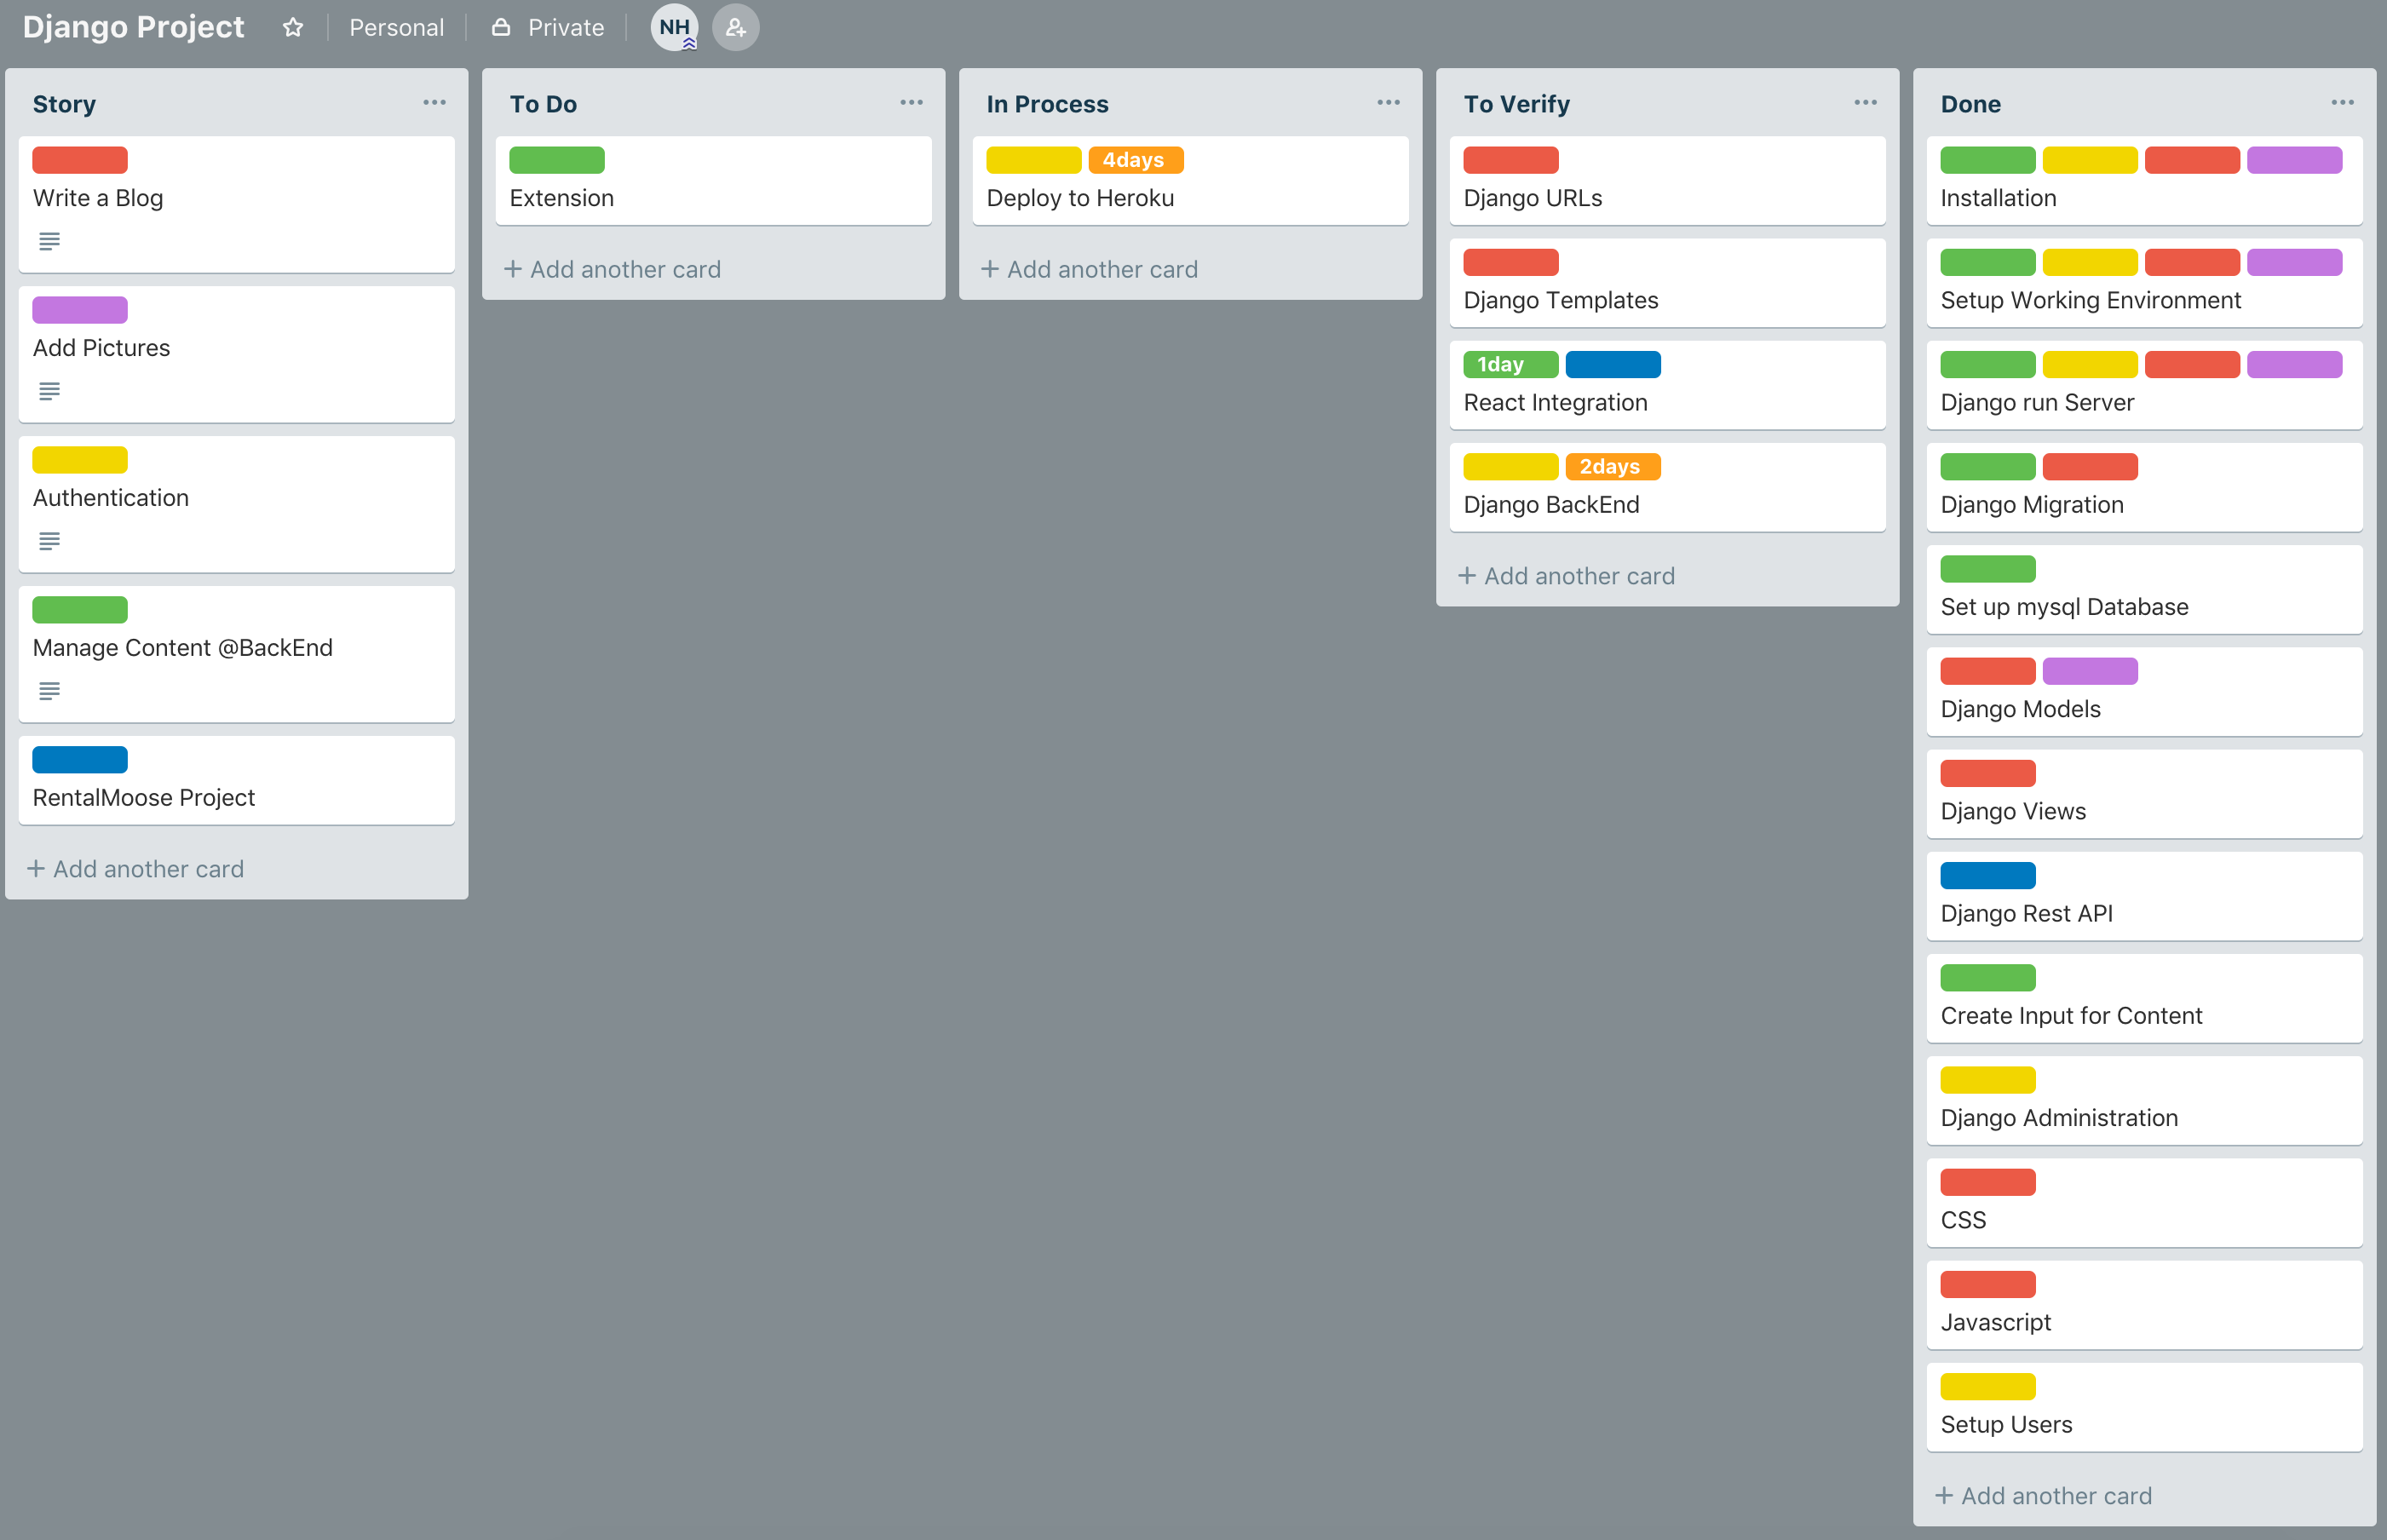 Django Project
Personal
Private
NH
Story
Write a Blog
Add Pictures
Authentication
Manage Content @BackEnd
RentalMoose Project
+ Add another card
To Do
Extension
+ Add another card
In Process
4days
Deploy to Heroku
+ Add another card
To Verify
Django URLs
Django Templates
1day
React Integration
2days
Django BackEnd
+ Add another card
Done
Installation
Setup Working Environment
Django run Server
Django Migration
Set up mysql Database
Django Models
Django Views
Django Rest API
Create Input for Content
Django Administration
CSS
Javascript
Setup Users
+ Add another card